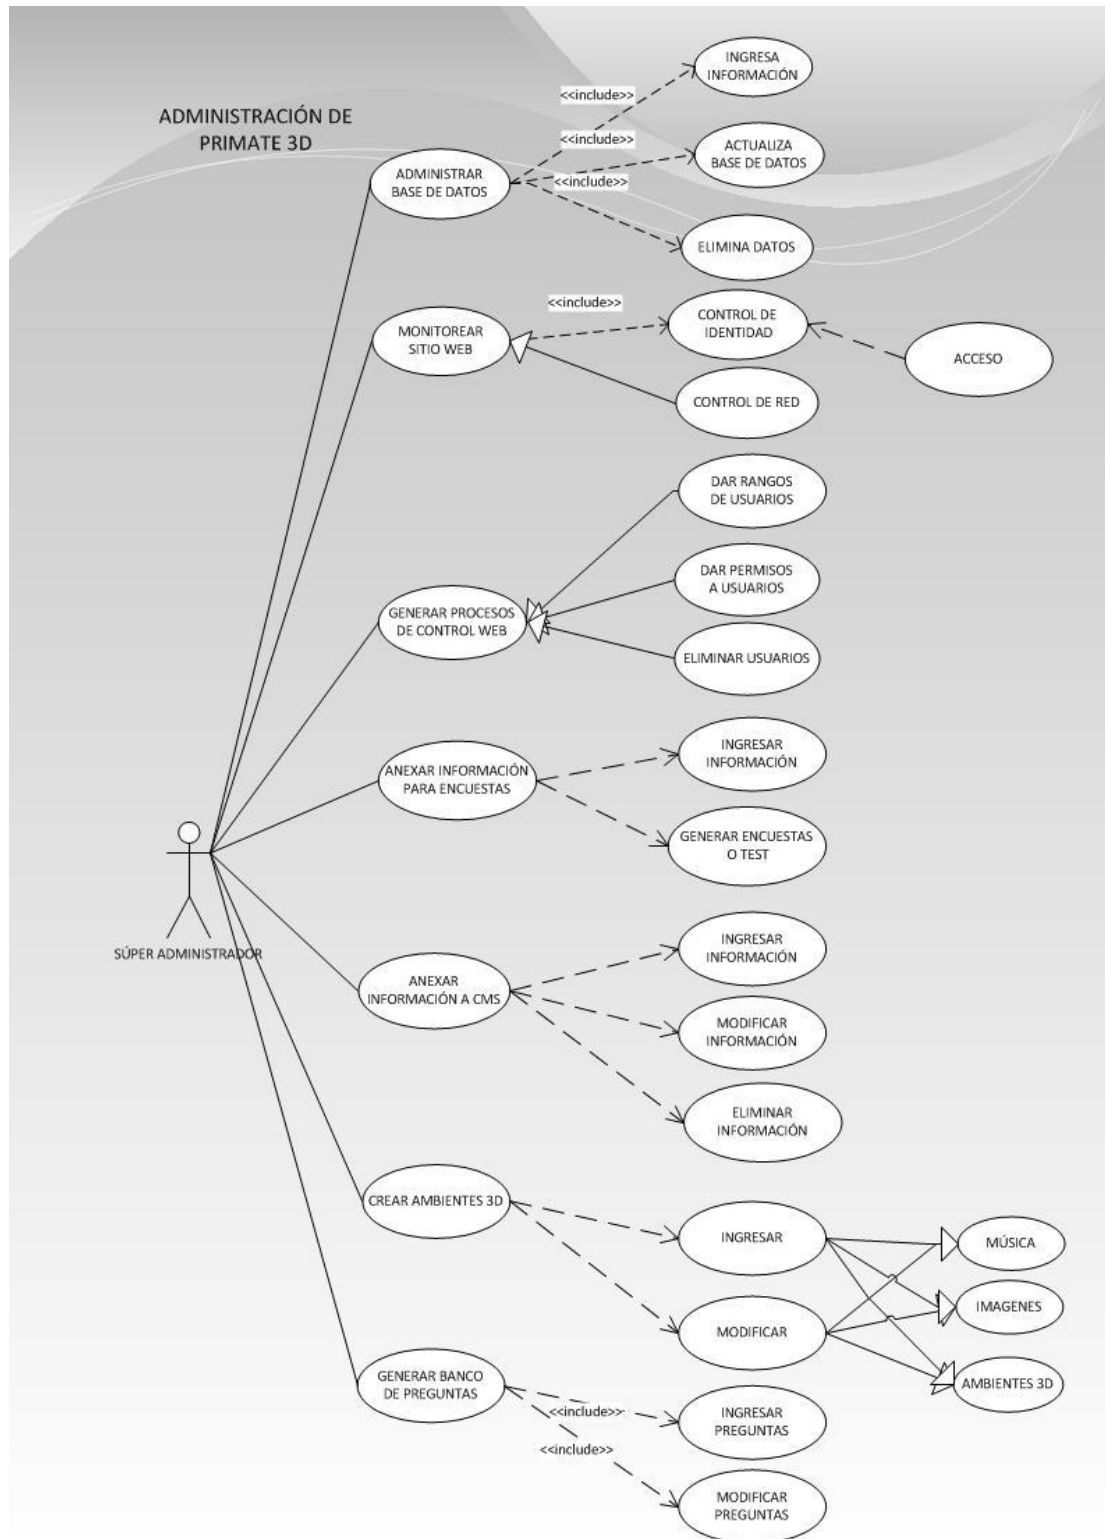 ADMINISTRACIÓN DE
PRIMATE 3D
INGRESA
INFORMACIÓN
<<include>>
<<include>>
ACTUALIZA
BASE DE DATOS
ADMINISTRAR
BASE DE DATOS
<<include>>
ELIMINA DATOS
<<include>>
MONITOREAR
SITIO WEB
CONTROL DE
IDENTIDAD
ACCESO
CONTROL DE RED
DAR RANGOS
DE USUARIOS
DAR PERMISOS
A USUARIOS
GENERAR PROCESOS
DE CONTROL WEB
ELIMINAR USUARIOS
INGRESAR
INFORMACIÓN
ANEXAR INFORMACIÓN
PARA ENCUESTAS
GENERAR ENCUESTAS
O TEST
SÚPER ADMINISTRADOR
INGRESAR
INFORMACIÓN
ANEXAR
INFORMACIÓN A CMS
MODIFICAR
INFORMACIÓN
ELIMINAR
INFORMACIÓN
CREAR AMBIENTES 3D
INGRESAR
MÚSICA
IMAGENES
MODIFICAR
AMBIENTES 3D
GENERAR BANCO
DE PREGUNTAS
<<include>>
INGRESAR
PREGUNTAS
<<include>>
MODIFICAR
PREGUNTAS